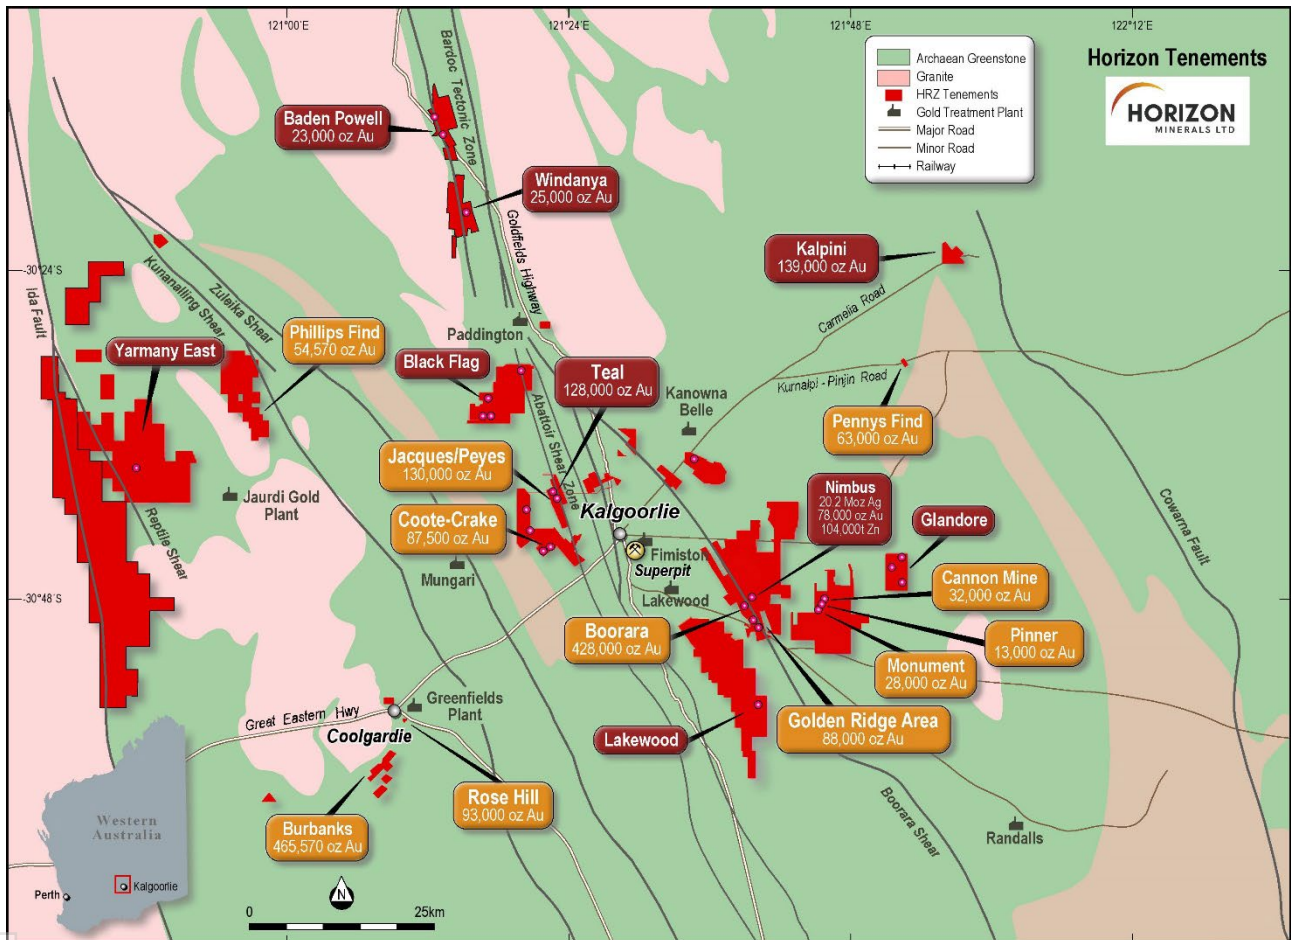 121°00´E
121°24´E
121°48´E
122°12´E
Archaean Greenstone
Granite
HRZ Tenements
Gold Treatment Plant
Major Road
Minor Road
Railway
Horizon Tenements
HORIZON
MINERALS LTD
Bardoc Tectonic Zone
Baden Powell
23,000 oz Au
Windanya
25,000 oz Au
Goldfields Highway
Kalpini
139,000 oz Au
Carmelia Road
-30°24´S
Ida Fault
Kunanalling Shear
Zuleika Shear
Phillips Find
54,570 oz Au
Yarmany East
Paddington
Black Flag
Teal
128,000 oz Au
Kanowna
Belle
Kurnalpi - Pinjin Road
Pennys Find
63,000 oz Au
Abattoir Shear Zone
Jacques/Peyes
130,000 oz Au
Jaurdi Gold
Plant
Reptile Shear
Coote-Crake
87,500 oz Au
Kalgoorlie
Nimbus
20.2 Moz Ag
78,000 oz Au
104,000t Zn
Glandore
Cowarna Fault
Fimiston
Superpit
Mungari
Lakewood
-30°48´S
Cannon Mine
32,000 oz Au
Boorara
428,000 oz Au
Pinner
13,000 oz Au
Monument
28,000 oz Au
Greenfields
Plant
Great Eastern Hwy
Coolgardie
Golden Ridge Area
88,000 oz Au
Lakewood
Rose Hill
93,000 oz Au
Burbanks
465,570 oz Au
Boorara Shear
Randalls
Western
Australia
Perth
Kalgoorlie
N
0
25km